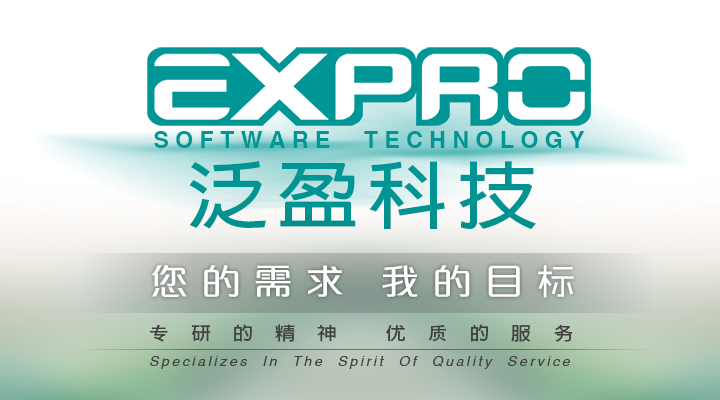 EXPRO
SOFTWARE TECHNOLOGY
泛盈科技
您的需求 我的目标
专研的精神 优质的服务
Specializes In The Spirit Of Quality Service